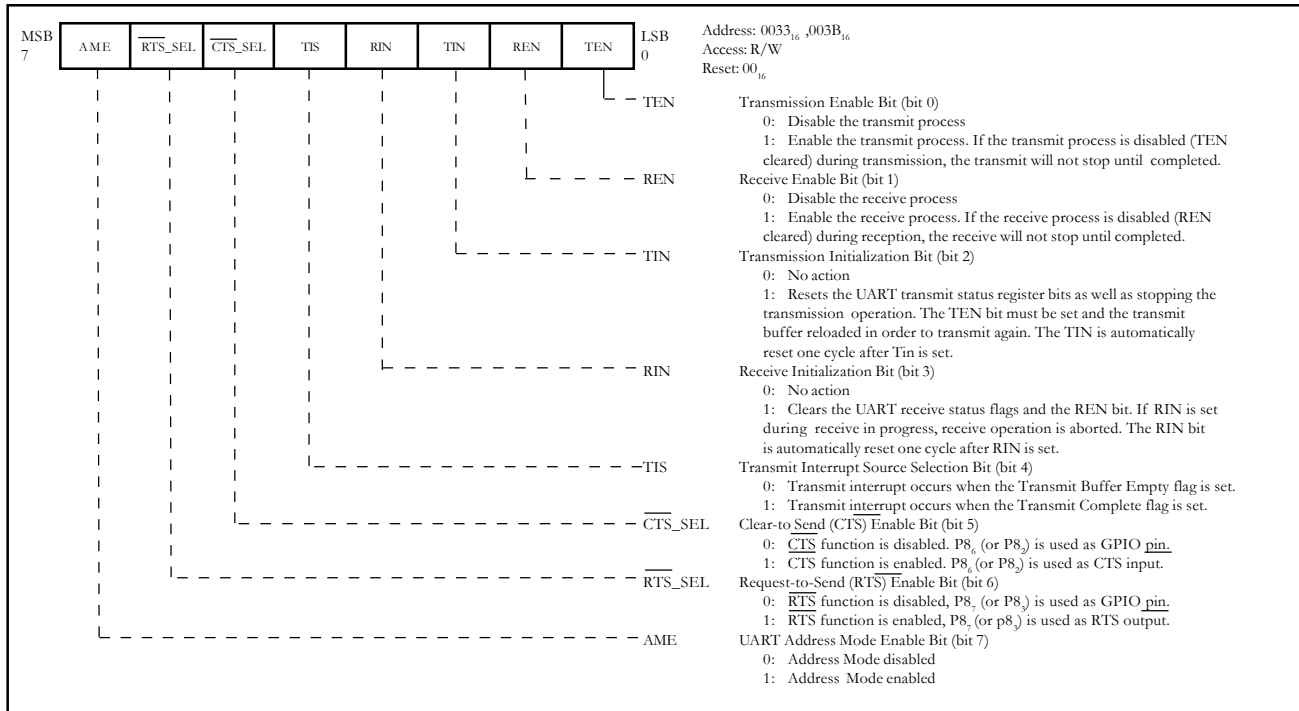 MSB
7
AME
RTS_SEL
CTS_SEL
TIS
RIN
TIN
REN
TEN
LSB
0
Address: 0033₁₆ ,003B₁₆
Access: R/W
Reset: 00₁₆
TEN Transmission Enable Bit (bit 0)
0: Disable the transmit process
1: Enable the transmit process. If the transmit process is disabled (TEN
cleared) during transmission, the transmit will not stop until completed.
REN Receive Enable Bit (bit 1)
0: Disable the receive process
1: Enable the receive process. If the receive process is disabled (REN
cleared) during reception, the receive will not stop until completed.
TIN Transmission Initialization Bit (bit 2)
0: No action
1: Resets the UART transmit status register bits as well as stopping the
transmission operation. The TEN bit must be set and the transmit
buffer reloaded in order to transmit again. The TIN is automatically
reset one cycle after Tin is set.
RIN Receive Initialization Bit (bit 3)
0: No action
1: Clears the UART receive status flags and the REN bit. If RIN is set
during receive in progress, receive operation is aborted. The RIN bit
is automatically reset one cycle after RIN is set.
TIS Transmit Interrupt Source Selection Bit (bit 4)
0: Transmit interrupt occurs when the Transmit Buffer Empty flag is set.
1: Transmit interrupt occurs when the Transmit Complete flag is set.
CTS_SEL Clear-to Send (CTS) Enable Bit (bit 5)
0: CTS function is disabled. P8₆ (or P8₂) is used as GPIO pin.
1: CTS function is enabled. P8₆ (or P8₂) is used as CTS input.
RTS_SEL Request-to-Send (RTS) Enable Bit (bit 6)
0: RTS function is disabled, P8₇ (or P8₃) is used as GPIO pin.
1: RTS function is enabled, P8₇ (or p8₃) is used as RTS output.
AME UART Address Mode Enable Bit (bit 7)
0: Address Mode disabled
1: Address Mode enabled